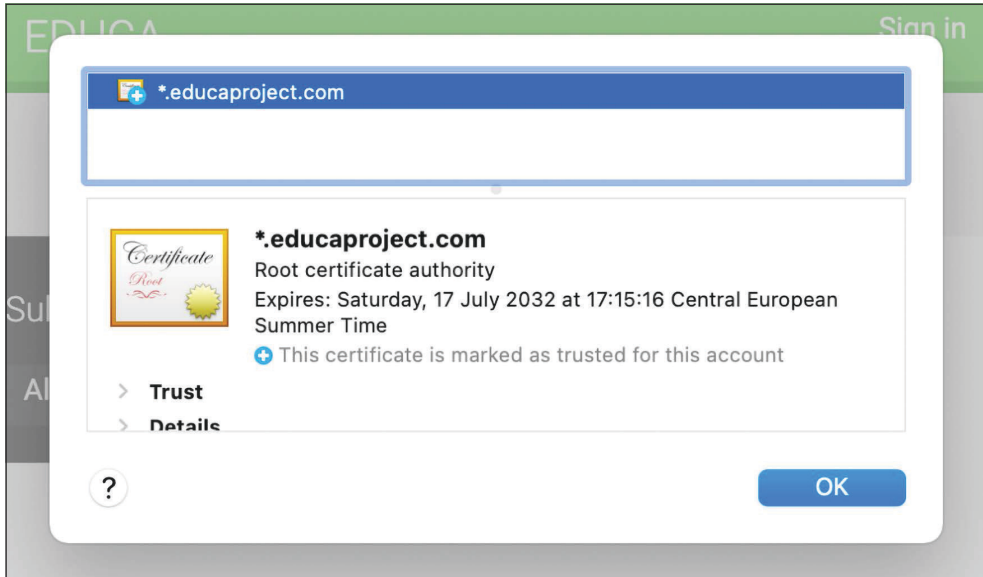 EDUCA
Sign in
*.educaproject.com
Certificate
Root
*.educaproject.com
Root certificate authority
Expires: Saturday, 17 July 2032 at 17:15:16 Central European
Summer Time
This certificate is marked as trusted for this account
Sul
Al
> Trust
> Details
?
OK